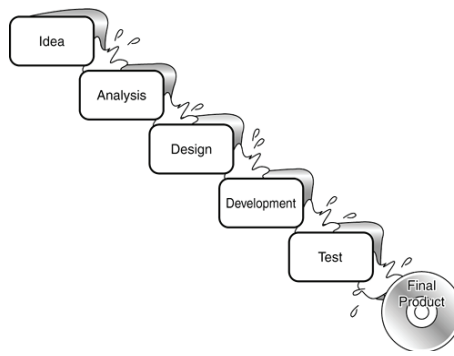 Idea
Analysis
Design
Development
Test
Final
Product